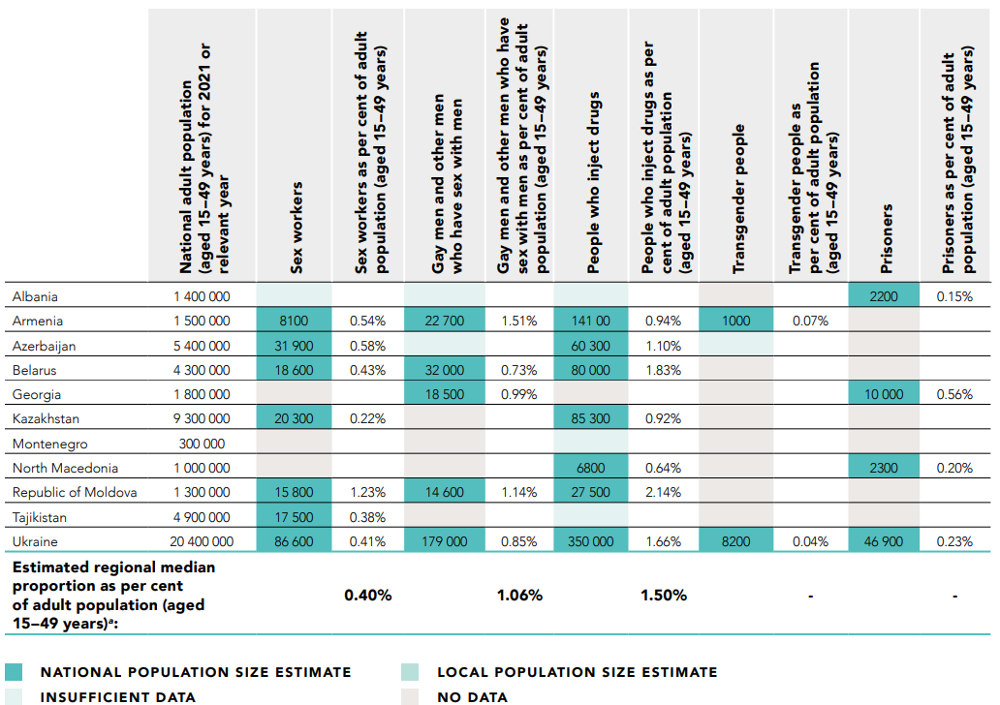 National adult population
(aged 15–49 years) for 2021 or
relevant year
Sex workers
Sex workers as per cent of adult
population (aged 15–49 years)
Gay men and other men
who have sex with men
Gay men and other men who have
sex with men as per cent of adult
population (aged 15–49 years)
People who inject drugs
People who inject drugs as per
cent of adult population
(aged 15–49 years)
Transgender people
Transgender people as
per cent of adult population
(aged 15–49 years)
Prisoners
Prisoners as per cent of adult
population (aged 15–49 years)
Albania 1 400 000 2200 0.15%
Armenia 1 500 000 8100 0.54% 22 700 1.51% 141 00 0.94% 1000 0.07%
Azerbaijan 5 400 000 31 900 0.58% 60 300 1.10%
Belarus 4 300 000 18 600 0.43% 32 000 0.73% 80 000 1.83%
Georgia 1 800 000 18 500 0.99% 10 000 0.56%
Kazakhstan 9 300 000 20 300 0.22% 85 300 0.92%
Montenegro 300 000
North Macedonia 1 000 000 6800 0.64% 2300 0.20%
Republic of Moldova 1 300 000 15 800 1.23% 14 600 1.14% 27 500 2.14%
Tajikistan 4 900 000 17 500 0.38%
Ukraine 20 400 000 86 600 0.41% 179 000 0.85% 350 000 1.66% 8200 0.04% 46 900 0.23%
Estimated regional median
proportion as per cent
of adult population (aged
15–49 years)ᵃ:
0.40% 1.06% 1.50% - -
NATIONAL POPULATION SIZE ESTIMATE
LOCAL POPULATION SIZE ESTIMATE
INSUFFICIENT DATA
NO DATA